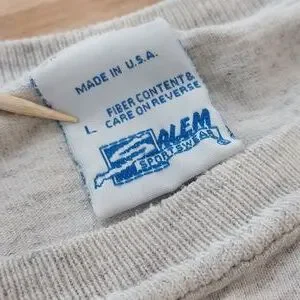 MADE IN U.S.A.
FIBER CONTENT &
L CARE ON REVERSE
SALEM
SPORTSWEAR